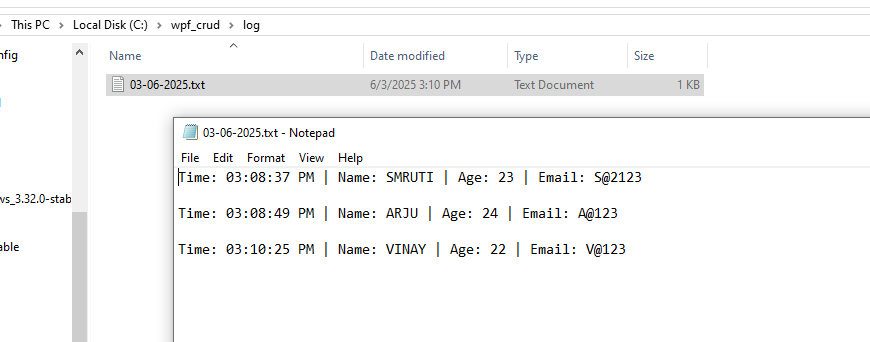 This PC > Local Disk (C:) > wpf_crud > log
Name Date modified Type Size
nfig
03-06-2025.txt 6/3/2025 3:10 PM Text Document 1 KB
03-06-2025.txt - Notepad
File Edit Format View Help
Time: 03:08:37 PM | Name: SMRUTI | Age: 23 | Email: S@2123
ws_3.32.0-stab
Time: 03:08:49 PM | Name: ARJU | Age: 24 | Email: A@123
able
Time: 03:10:25 PM | Name: VINAY | Age: 22 | Email: V@123